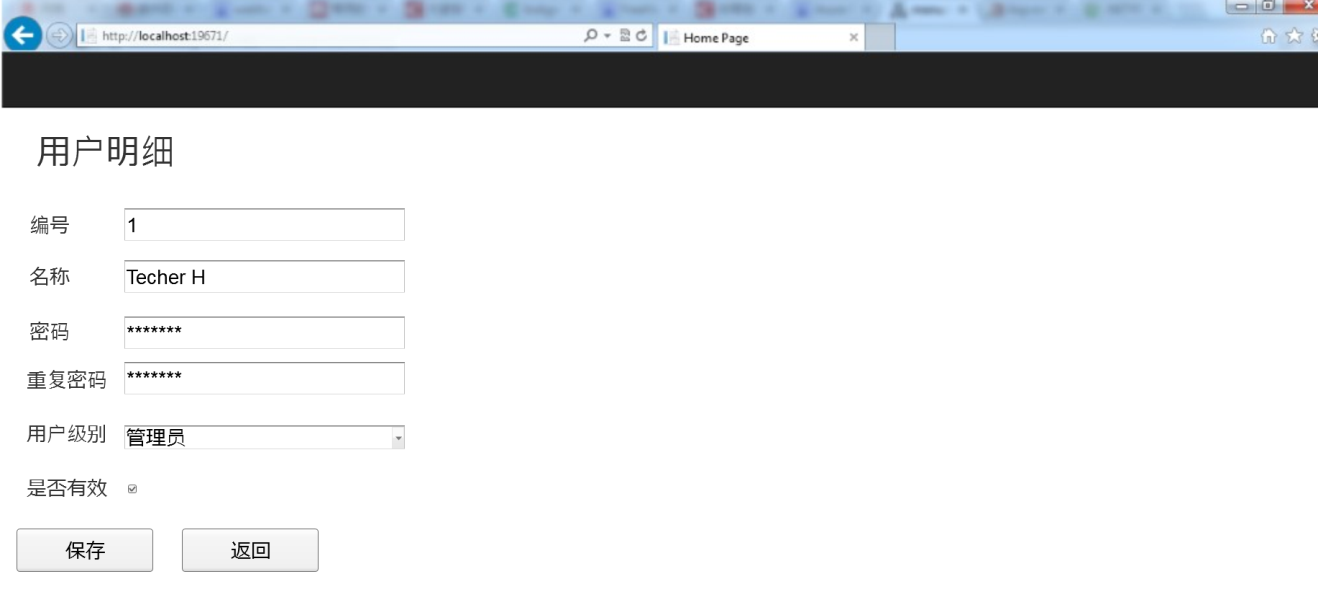 http://localhost:19671/
Home Page
用户明细
编号 1
名称 Techer H
密码 *******
重复密码 *******
用户级别 管理员
是否有效
保存 返回